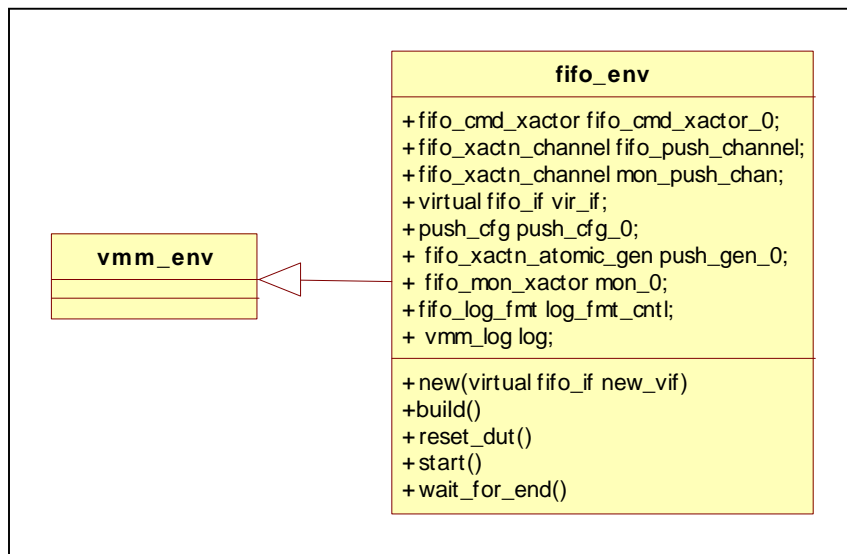 fifo_env
+fifo_cmd_xactor fifo_cmd_xactor_0;
+fifo_xactn_channel fifo_push_channel;
+fifo_xactn_channel mon_push_chan;
+virtual fifo_if vir_if;
+push_cfg push_cfg_0;
+ fifo_xactn_atomic_gen push_gen_0;
+ fifo_mon_xactor mon_0;
+fifo_log_fmt log_fmt_cntl;
+ vmm_log log;
+new(virtual fifo_if new_vif)
+build()
+reset_dut()
+start()
+wait_for_end()
vmm_env